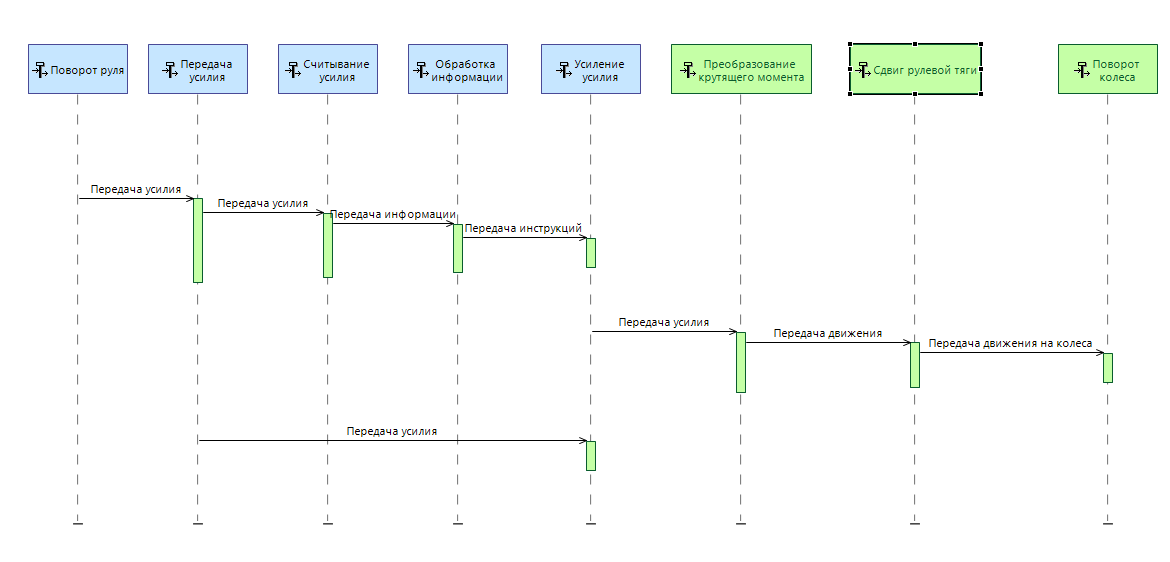 Поворот руля
Передача
усилия
Считывание
усилия
Обработка
информации
Усиление
усилия
Преобразование
крутящего момента
Сдвиг рулевой тяги
Поворот
колеса
Передача усилия
Передача усилия
Передача информации
Передача инструкций
Передача усилия
Передача движения
Передача движения на колеса
Передача усилия